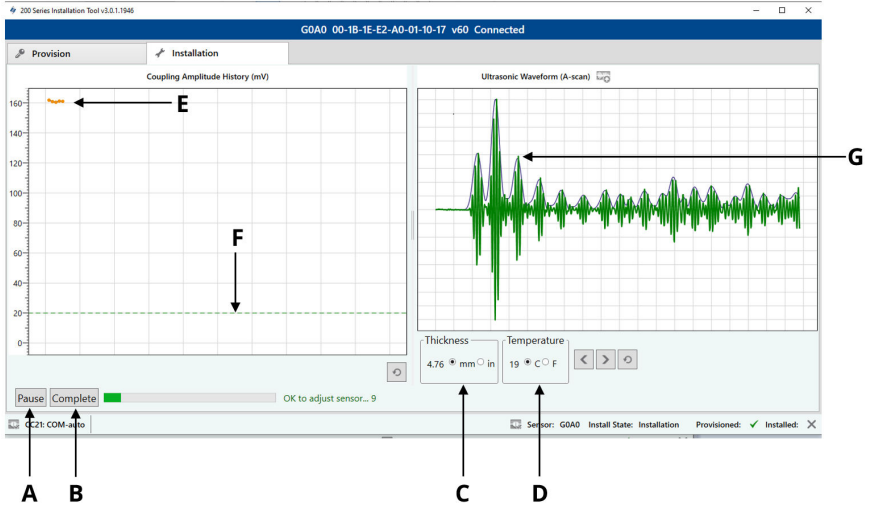 200 Series Installation Tool v3.0.1.1946
G0A0 00-1B-1E-E2-A0-01-10-17 v60 Connected
Provision
Installation
Coupling Amplitude History (mV)
Ultrasonic Waveform (A-scan)
160
140
120
100
80
60
40
20
0
E
F
G
Thickness
4.76 mm in
Temperature
19 C F
Pause
Complete
OK to adjust sensor... 9
CC21: COM-auto
Sensor: G0A0 Install State: Installation Provisioned: ✓ Installed: ✕
A
B
C
D